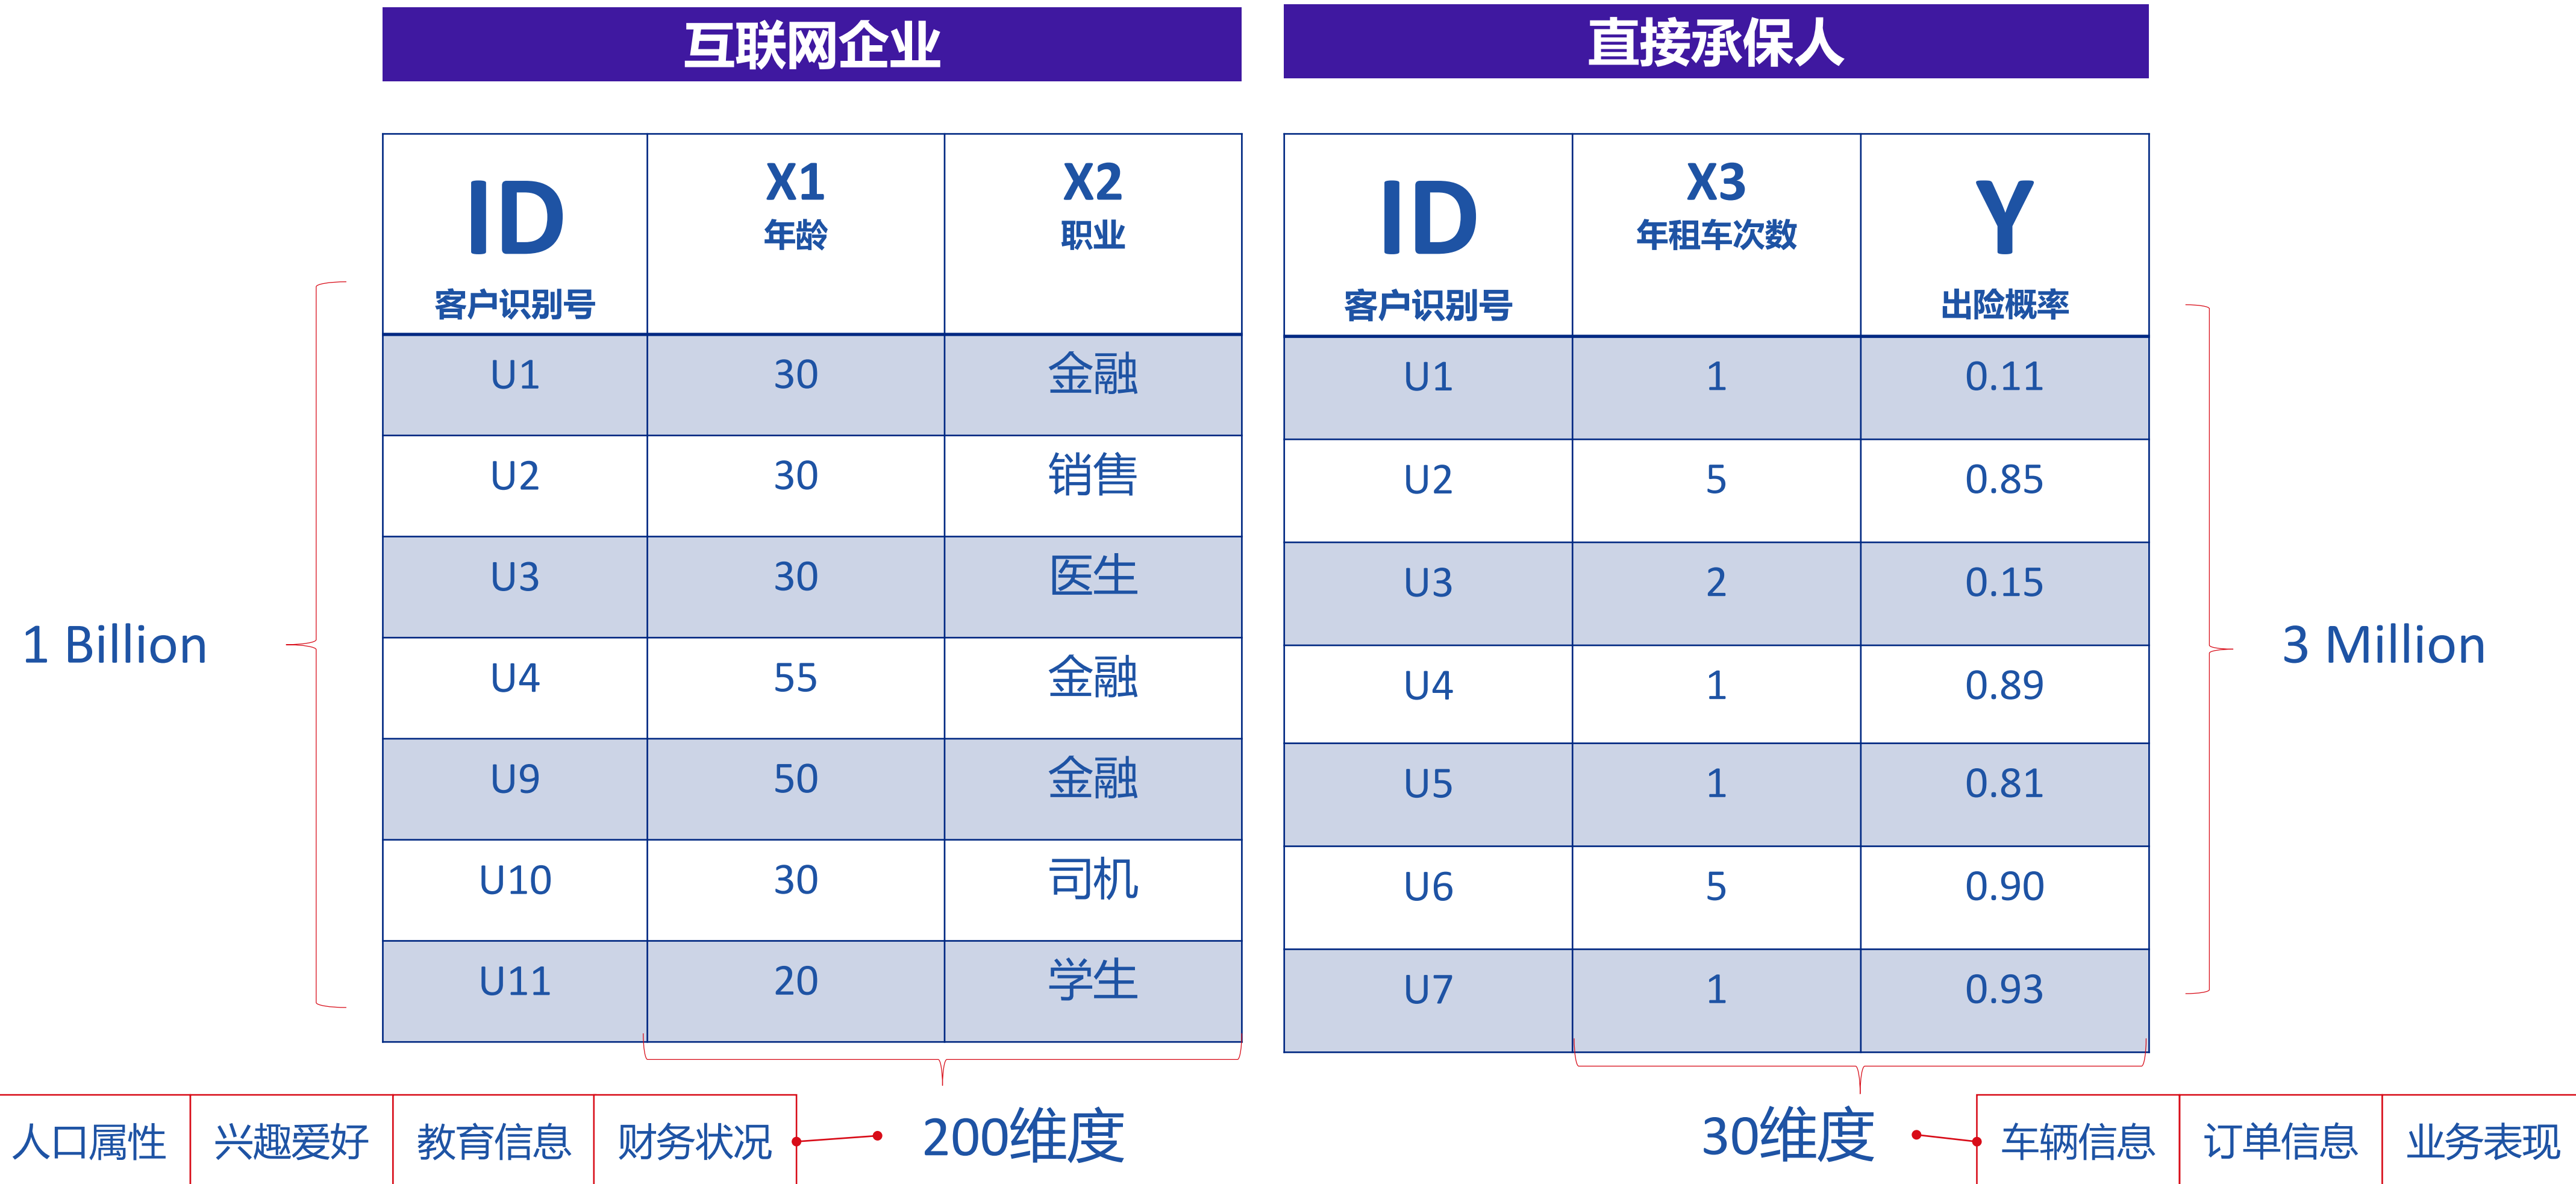 互联网企业
直接承保人
ID
客户识别号
X1
年龄
X2
职业
U1 30 金融
U2 30 销售
U3 30 医生
U4 55 金融
U9 50 金融
U10 30 司机
U11 20 学生
ID
客户识别号
X3
年租车次数
Y
出险概率
U1 1 0.11
U2 5 0.85
U3 2 0.15
U4 1 0.89
U5 1 0.81
U6 5 0.90
U7 1 0.93
1 Billion
3 Million
人口属性 兴趣爱好 教育信息 财务状况
200维度
30维度
车辆信息 订单信息 业务表现